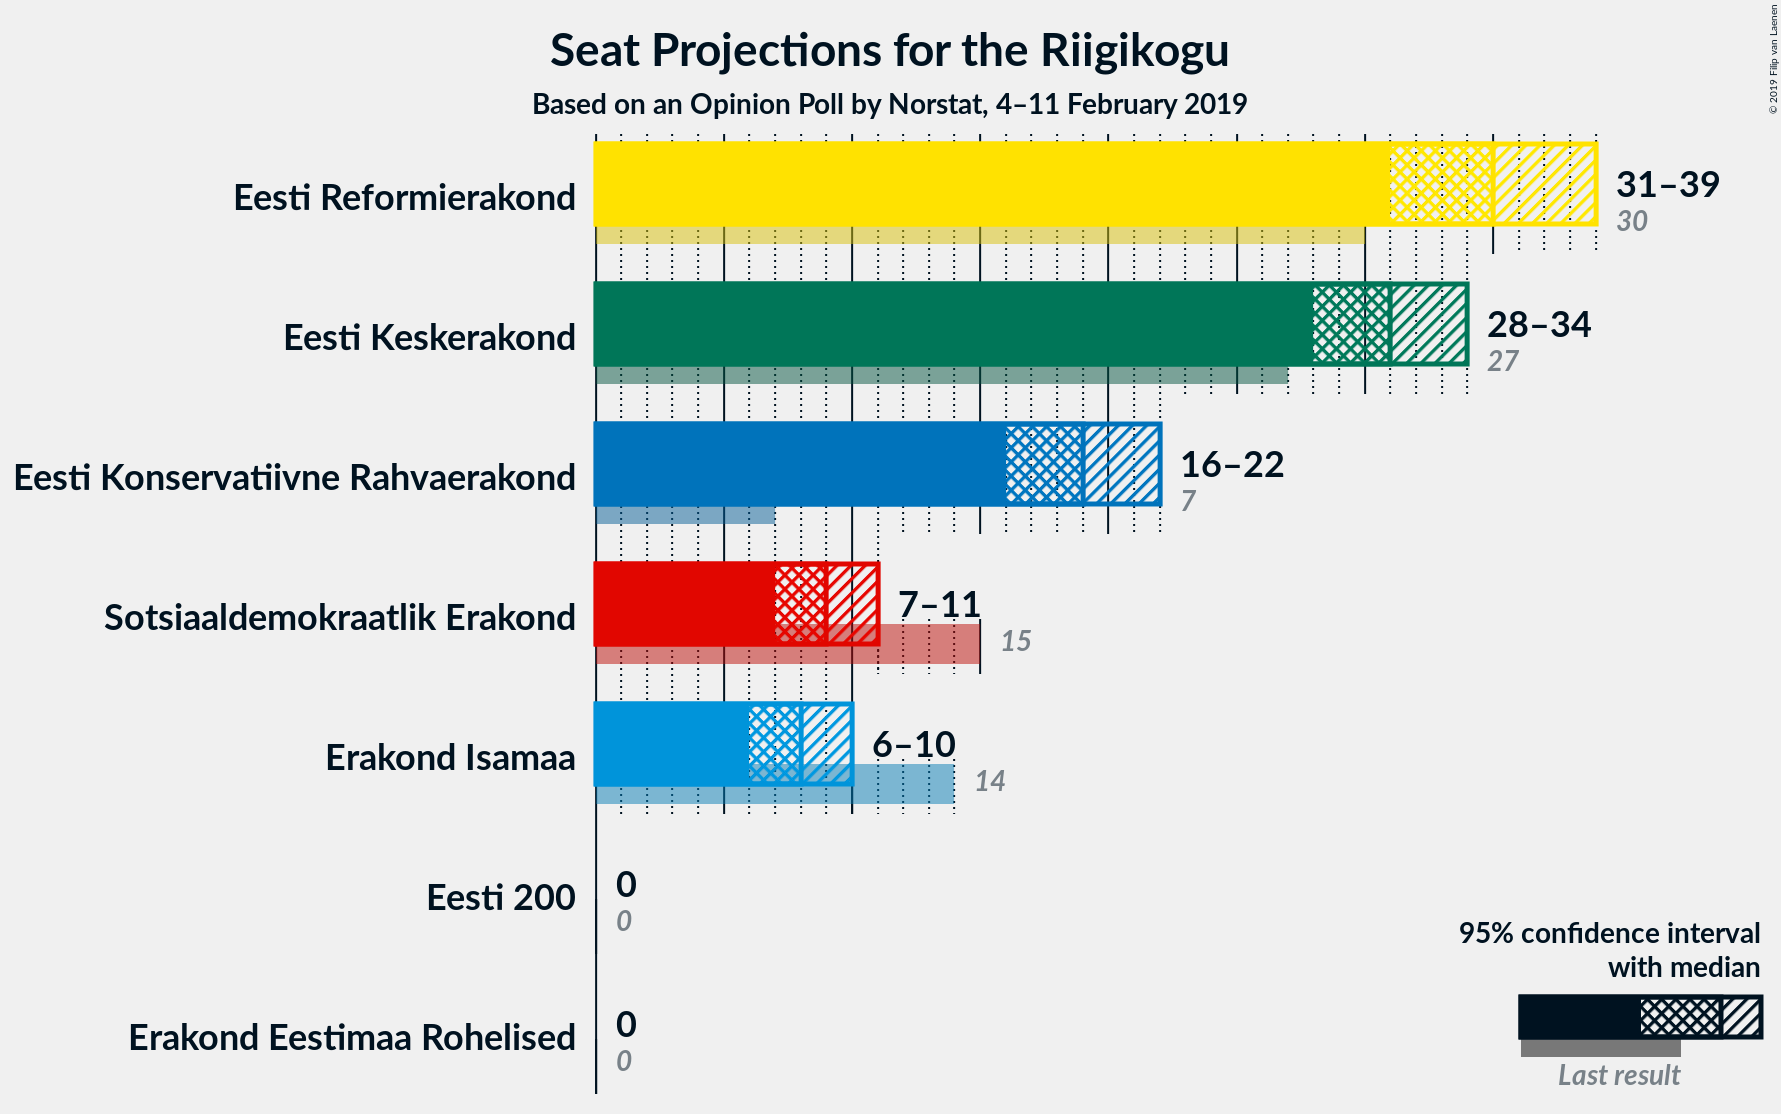 Seat Projections for the Riigikogu
Based on an Opinion Poll by Norstat, 4–11 February 2019
© 2019 Filip van Laenen
Eesti Reformierakond
31–39
30
Eesti Keskerakond
28–34
27
Eesti Konservatiivne Rahvaerakond
16–22
7
Sotsiaaldemokraatlik Erakond
7–11
15
Erakond Isamaa
6–10
14
Eesti 200
0
0
Erakond Eestimaa Rohelised
0
0
95% confidence interval
with median
Last result